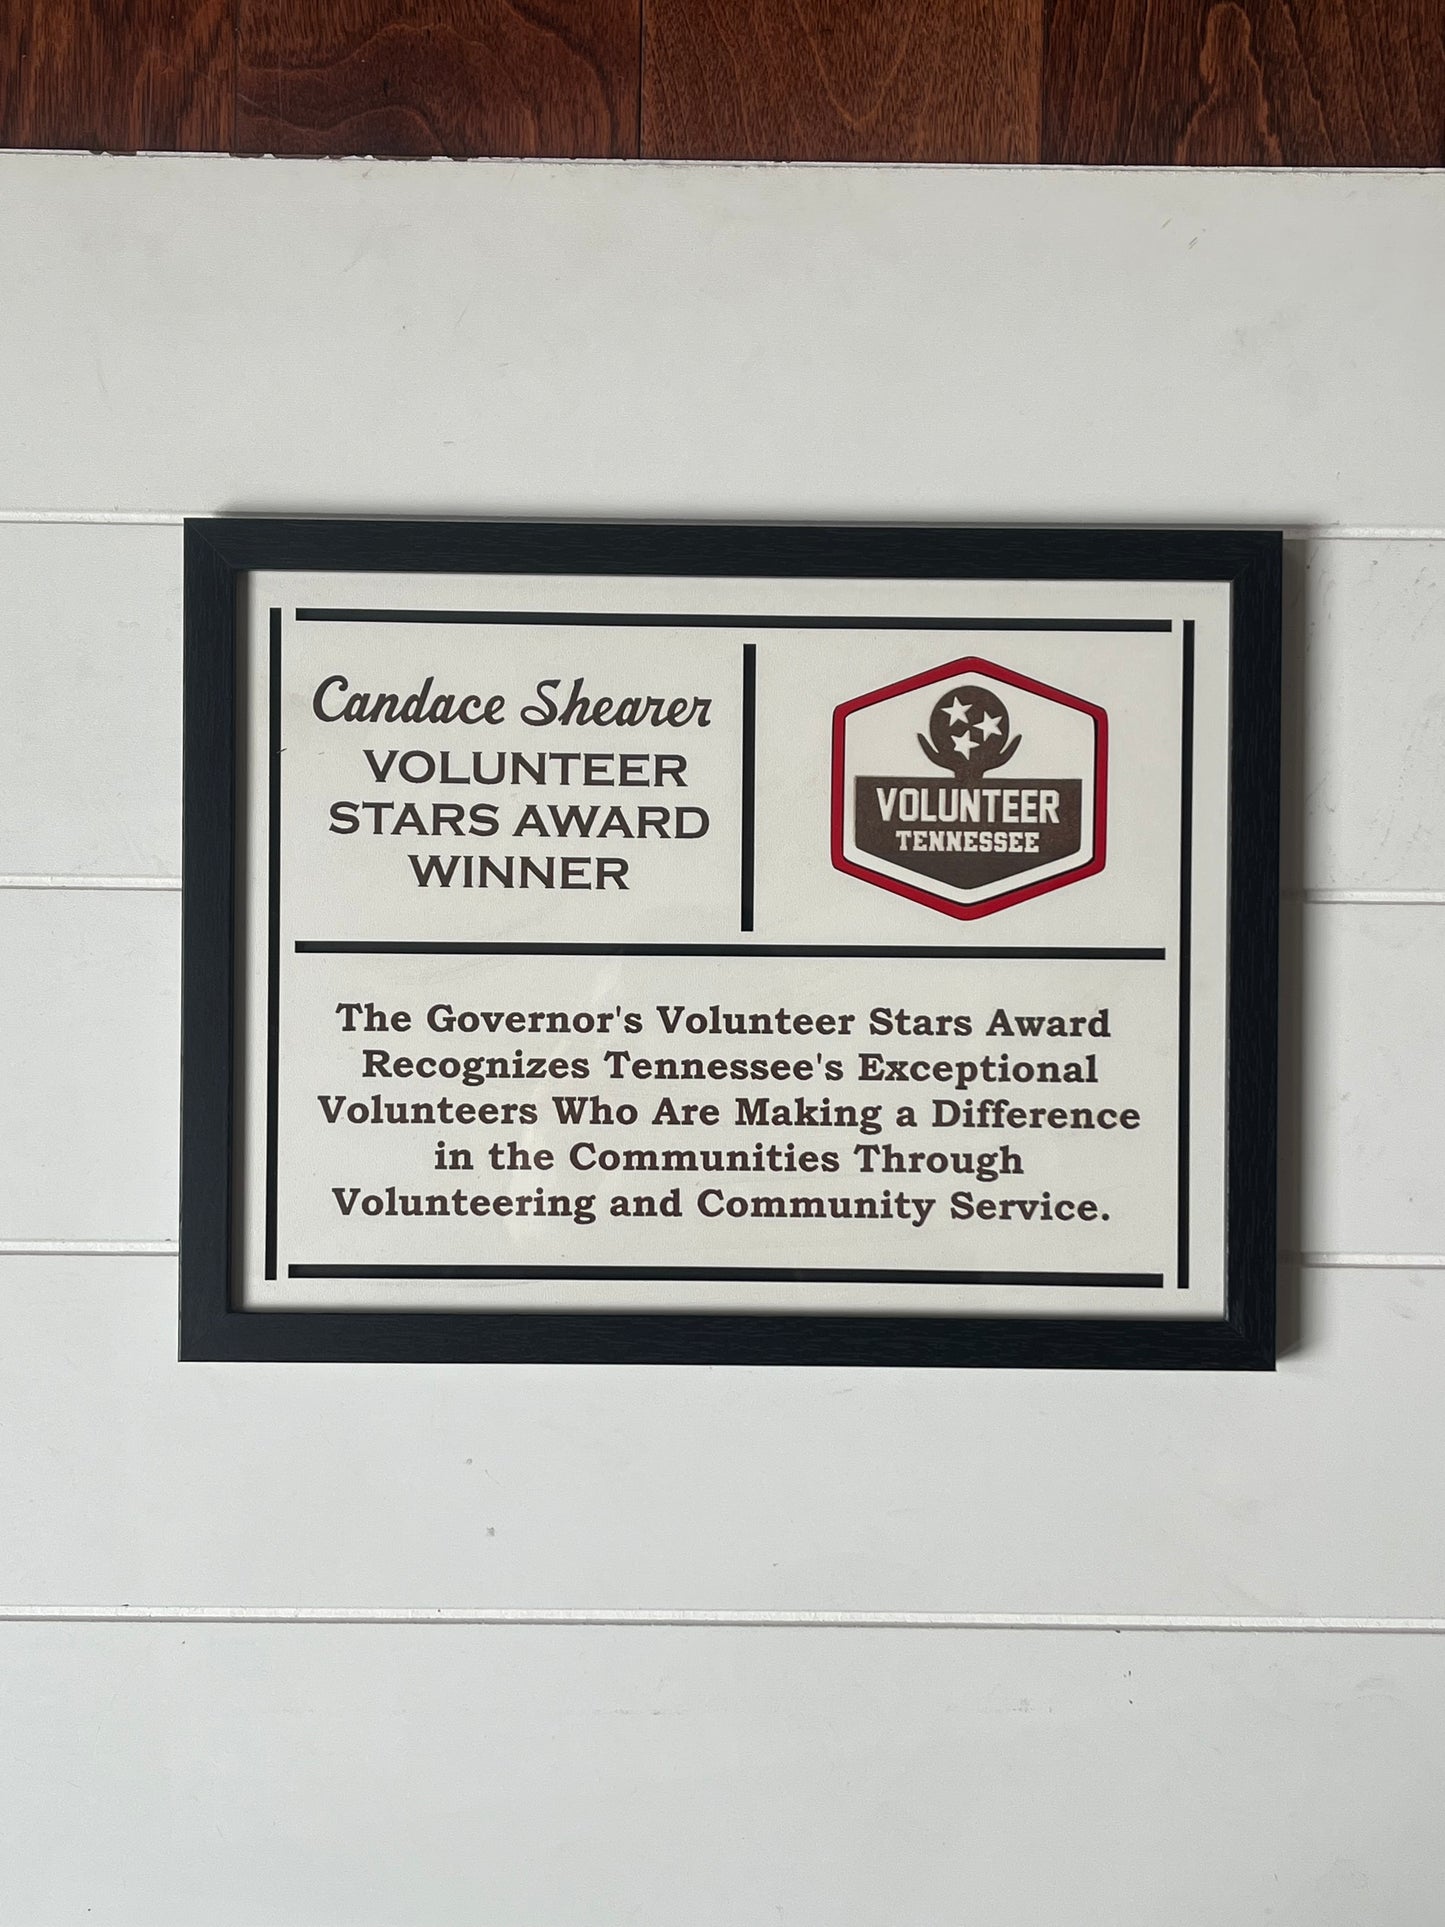 Candace Shearer
VOLUNTEER
STARS AWARD
WINNER
VOLUNTEER
TENNESSEE
The Governor's Volunteer Stars Award
Recognizes Tennessee's Exceptional
Volunteers Who Are Making a Difference
in the Communities Through
Volunteering and Community Service.